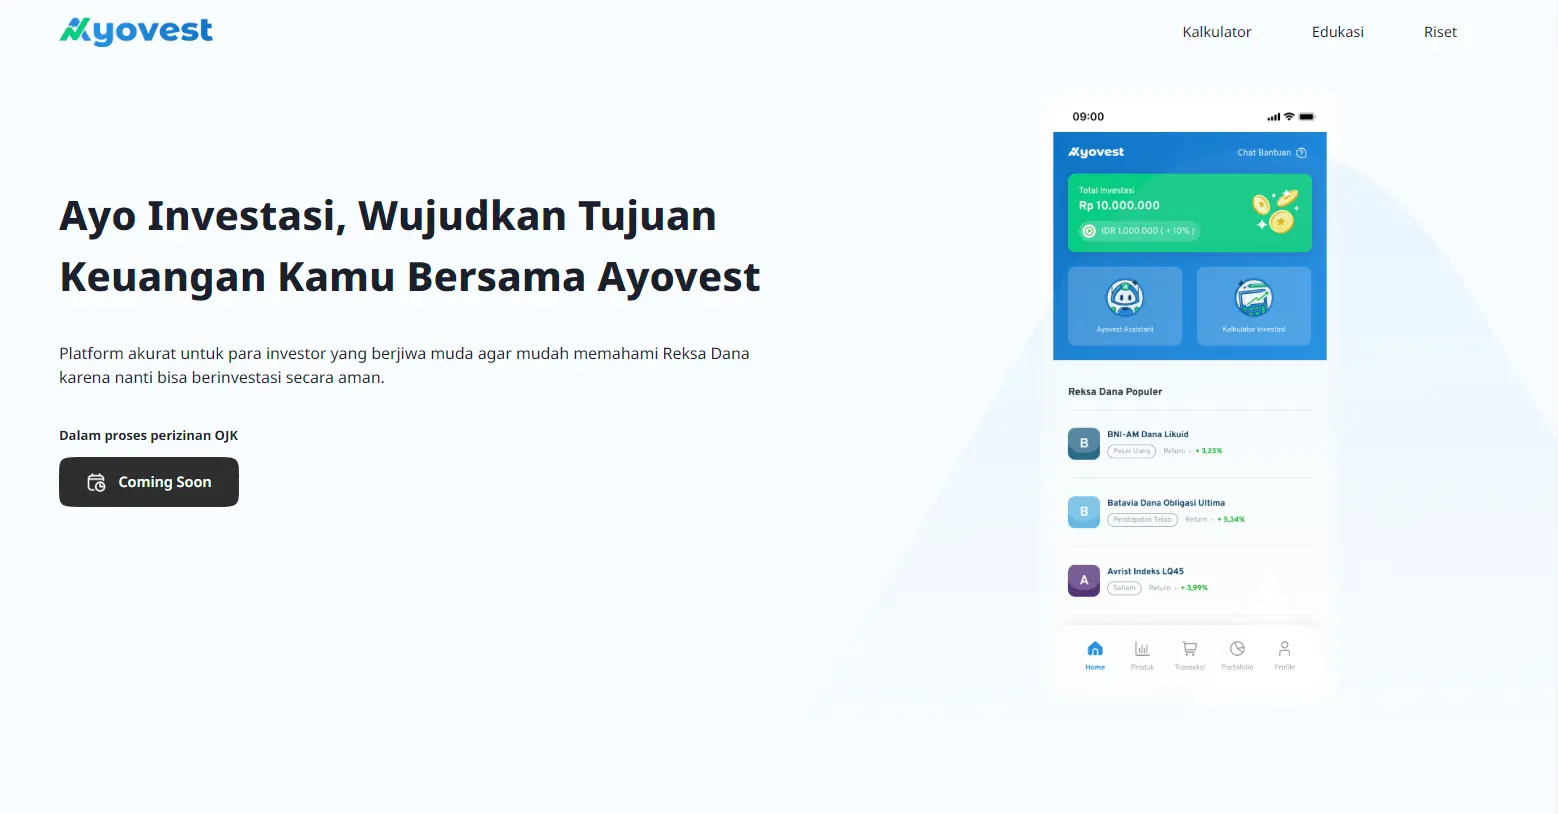 Ayovest
Kalkulator
Edukasi
Riset
Ayo Investasi, Wujudkan Tujuan
Keuangan Kamu Bersama Ayovest
Platform akurat untuk para investor yang berjiwa muda agar mudah memahami Reksa Dana
karena nanti bisa berinvestasi secara aman.
Dalam proses perizinan OJK
Coming Soon
09:00
Ayovest
Chat Bantuan ?
Total Investasi
Rp 10.000.000
IDR 1.000.000 ( + 10% )
Ayovest Assistant
Kalkulator Investasi
Reksa Dana Populer
B
BNI-AM Dana Likuid
Pasar Uang Return - + 3,23%
B
Batavia Dana Obligasi Ultima
Pendapatan Tetap Return - + 5,34%
A
Avrist Indeks LQ45
Saham Return - + 3,99%
Home
Produk
Transaksi
Portofolio
Profile